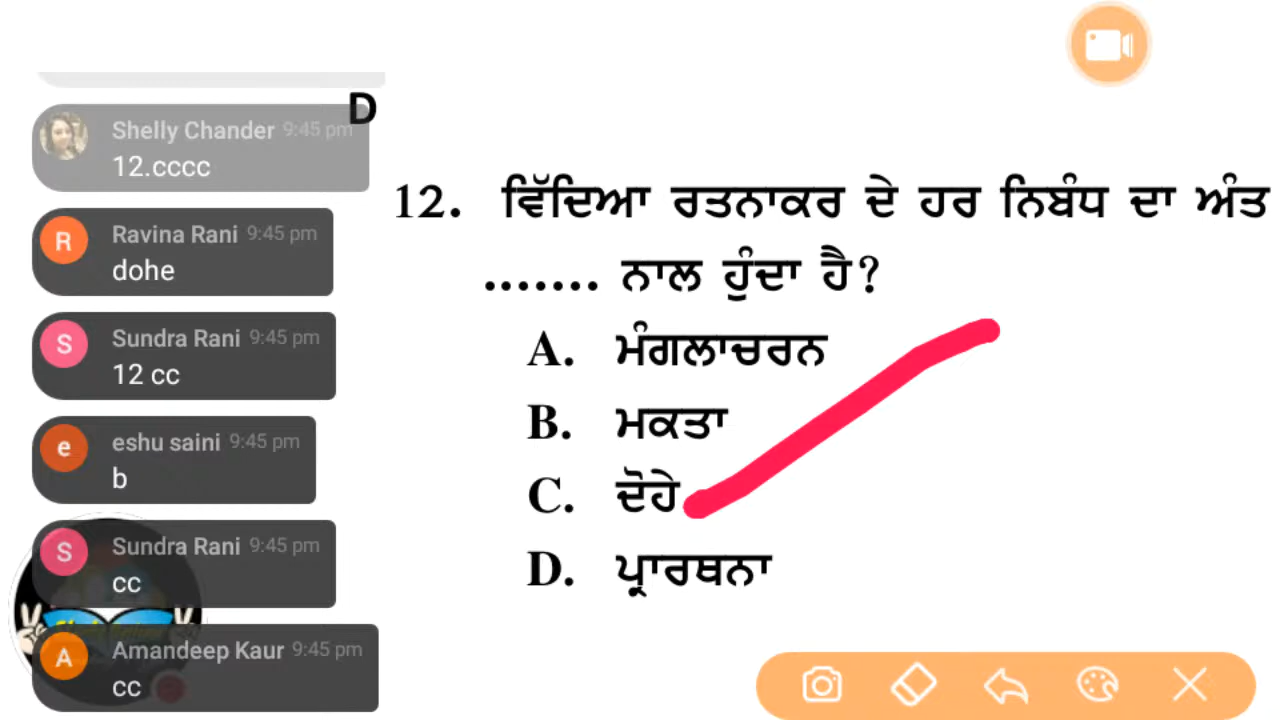 D
Shelly Chander 9:45 pm
12.cccc
R
Ravina Rani 9:45 pm
dohe
S
Sundra Rani 9:45 pm
12 cc
e
eshu saini 9:45 pm
b
S
Sundra Rani 9:45 pm
cc
A
Amandeep Kaur 9:45 pm
cc
12. ਵਿੱਦਿਆ ਰਤਨਾਕਰ ਦੇ ਹਰ ਨਿਬੰਧ ਦਾ ਅੰਤ
....... ਨਾਲ ਹੁੰਦਾ ਹੈ?
A. ਮੰਗਲਾਚਰਨ
B. ਮਕਤਾ
C. ਦੋਹੇ
D. ਪ੍ਰਾਰਥਨਾ